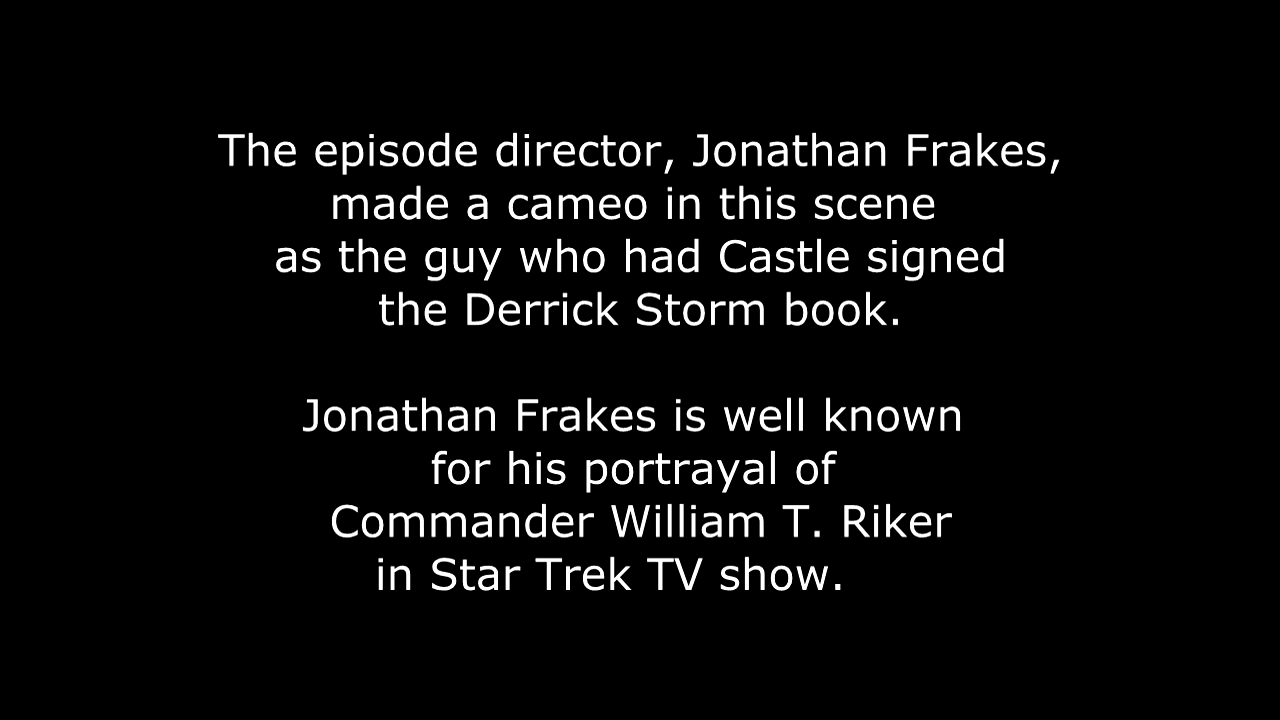 The episode director, Jonathan Frakes,
made a cameo in this scene
as the guy who had Castle signed
the Derrick Storm book.
Jonathan Frakes is well known
for his portrayal of
Commander William T. Riker
in Star Trek TV show.